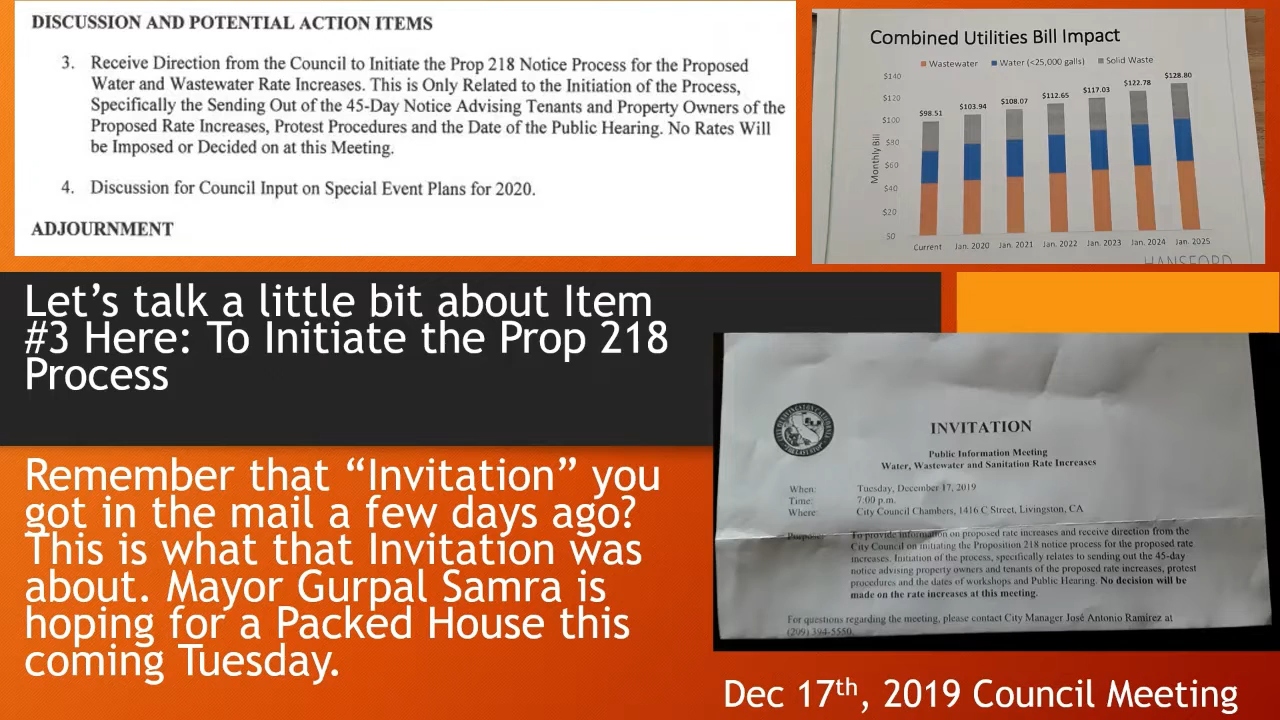 DISCUSSION AND POTENTIAL ACTION ITEMS
3. Receive Direction from the Council to Initiate the Prop 218 Notice Process for the Proposed
Water and Wastewater Rate Increases. This is Only Related to the Initiation of the Process,
Specifically the Sending Out of the 45-Day Notice Advising Tenants and Property Owners of the
Proposed Rate Increases, Protest Procedures and the Date of the Public Hearing. No Rates Will
be Imposed or Decided on at this Meeting.
4. Discussion for Council Input on Special Event Plans for 2020.
ADJOURNMENT
Combined Utilities Bill Impact
Wastewater Water (<25,000 galls) Solid Waste
$140
$120
$100
$80
$60
$40
$20
$0
Monthly Bill
$98.51 $103.94 $108.07 $112.65 $117.03 $122.78 $128.80
Current Jan. 2020 Jan. 2021 Jan. 2022 Jan. 2023 Jan. 2024 Jan. 2025
HANSFORD
Let’s talk a little bit about Item
#3 Here: To Initiate the Prop 218
Process
Remember that “Invitation” you
got in the mail a few days ago?
This is what that Invitation was
about. Mayor Gurpal Samra is
hoping for a Packed House this
coming Tuesday.
INVITATION
Public Information Meeting
Water, Wastewater and Sanitation Rate Increases
When: Tuesday, December 17, 2019
Time: 7:00 p.m.
Where: City Council Chambers, 1416 C Street, Livingston, CA
Purpose: To provide information on proposed rate increases and receive direction from the
City Council on initiating the Proposition 218 notice process for the proposed rate
increases. Initiation of the process, specifically relates to sending out the 45-day
notice advising property owners and tenants of the proposed rate increases, protest
procedures and the dates of workshops and Public Hearing. No decision will be
made on the rate increases at this meeting.
For questions regarding the meeting, please contact City Manager José Antonio Ramírez at
(209) 394-5550.
Dec 17th, 2019 Council Meeting